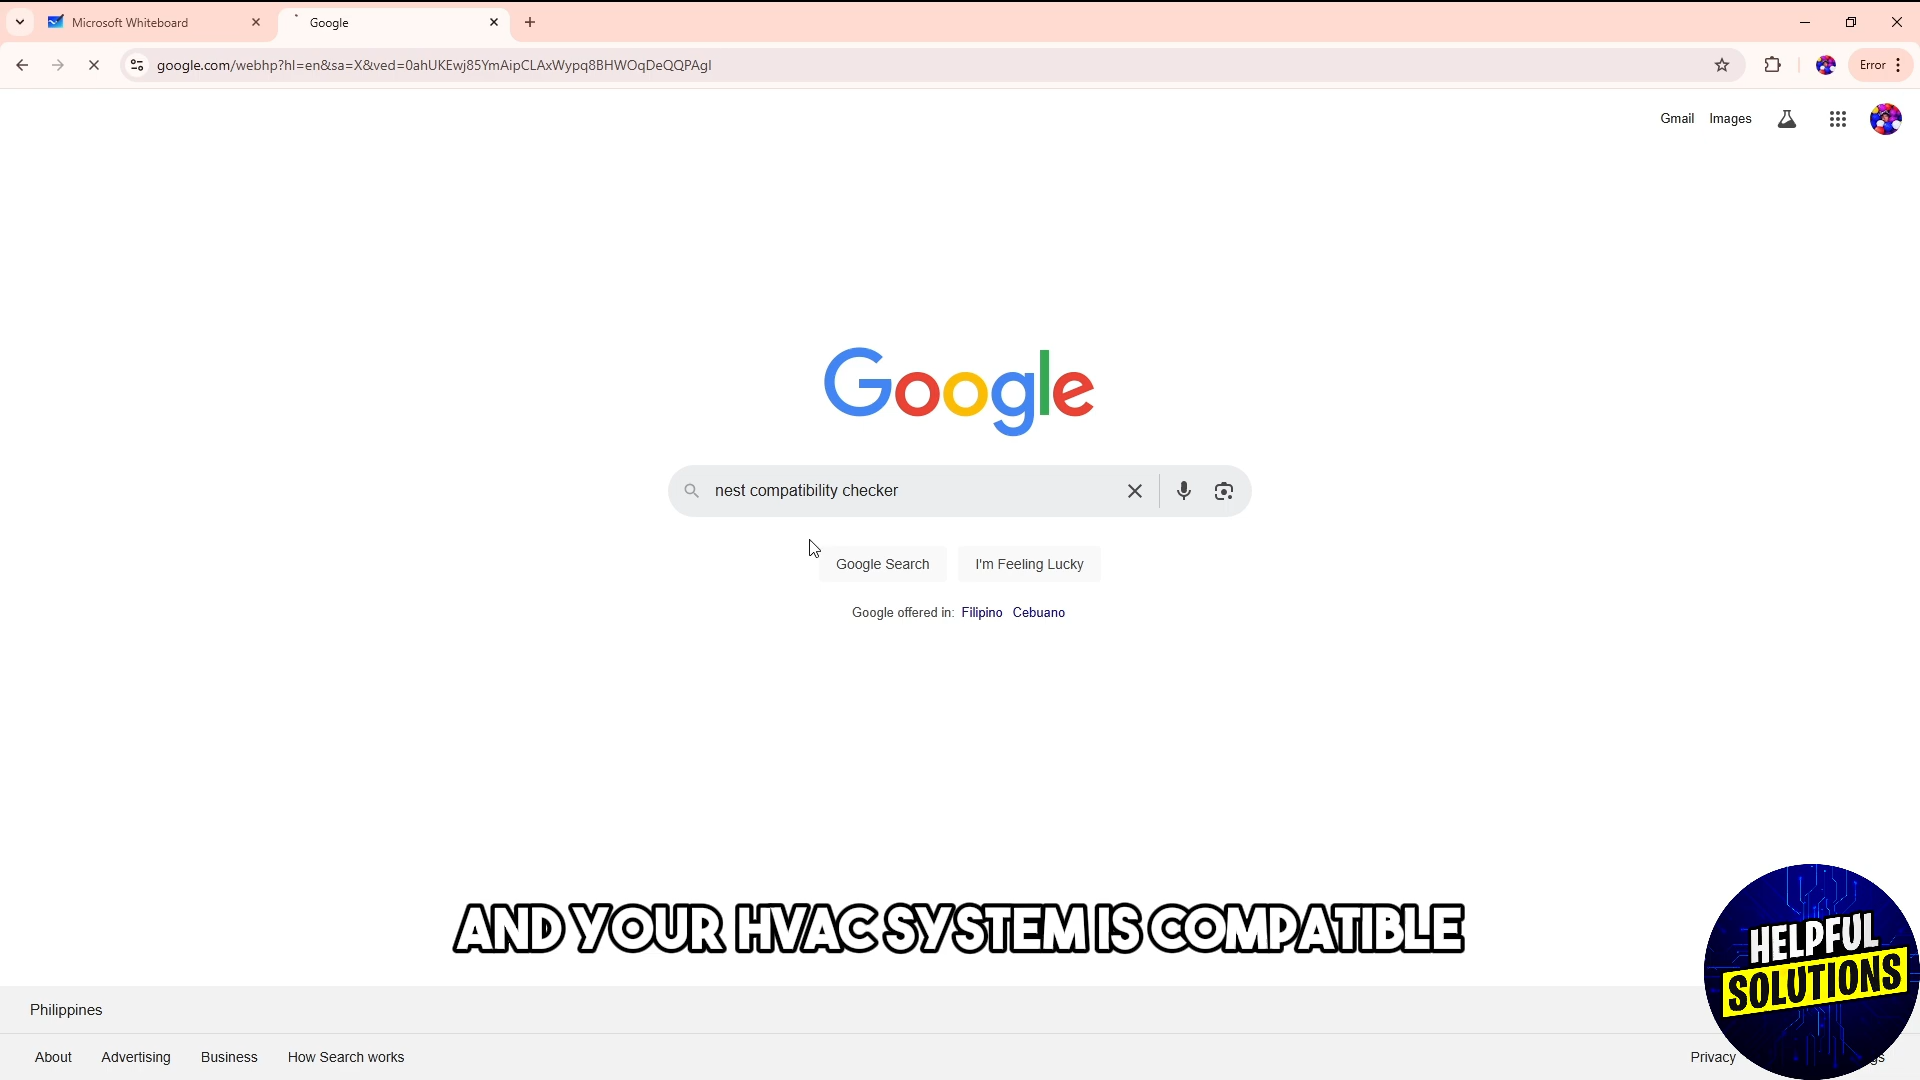 Microsoft Whiteboard
Google
google.com/webhp?hl=en&sa=X&ved=0ahUKEwj85YmAipCLAxWypq8BHWOqDeQQPAgI
Error
Gmail Images
Google
nest compatibility checker
Google Search
I'm Feeling Lucky
Google offered in: Filipino Cebuano
AND YOUR HVAC SYSTEM IS COMPATIBLE
HELPFUL
SOLUTIONS
Philippines
About Advertising Business How Search works
Privacy